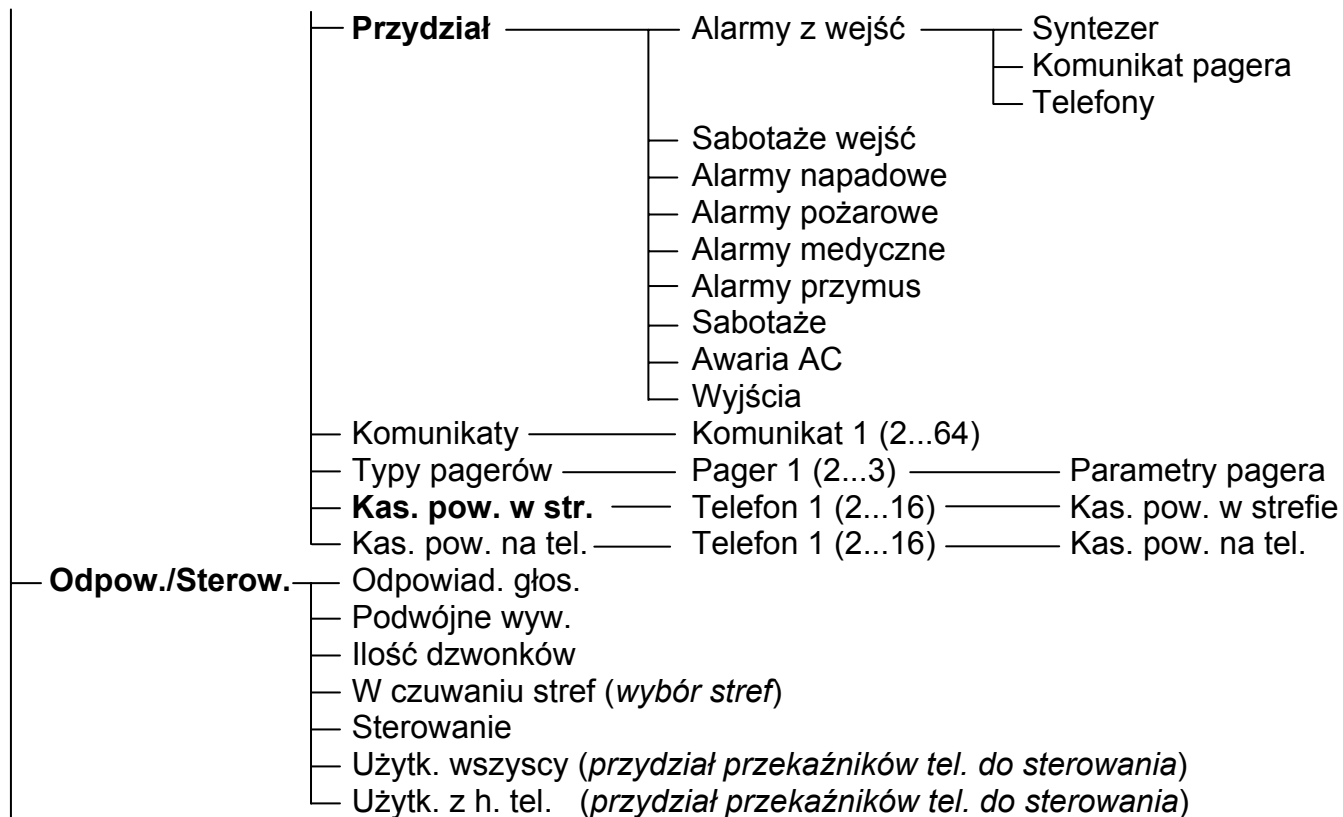 Przydział Alarmy z wejść Syntezer
Komunikat pagera
Telefony
Sabotaże wejść
Alarmy napadowe
Alarmy pożarowe
Alarmy medyczne
Alarmy przymus
Sabotaże
Awaria AC
Wyjścia
Komunikaty Komunikat 1 (2...64)
Typy pagerów Pager 1 (2...3) Parametry pagera
Kas. pow. w str. Telefon 1 (2...16) Kas. pow. w strefie
Kas. pow. na tel. Telefon 1 (2...16) Kas. pow. na tel.
Odpow./Sterow. Odpowiad. głos.
Podwójne wyw.
Ilość dzwonków
W czuwaniu stref (wybór stref)
Sterowanie
Użytk. wszyscy (przydział przekaźników tel. do sterowania)
Użytk. z h. tel. (przydział przekaźników tel. do sterowania)